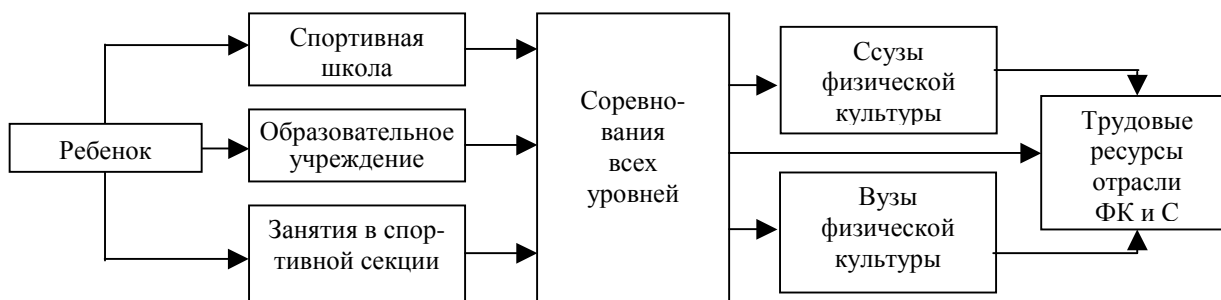 Ребенок
Спортивная
школа
Образовательное
учреждение
Занятия в спор-
тивной секции
Соревно-
вания
всех
уровней
Ссузы
физической
культуры
Вузы
физической
культуры
Трудовые
ресурсы
отрасли
ФК и С